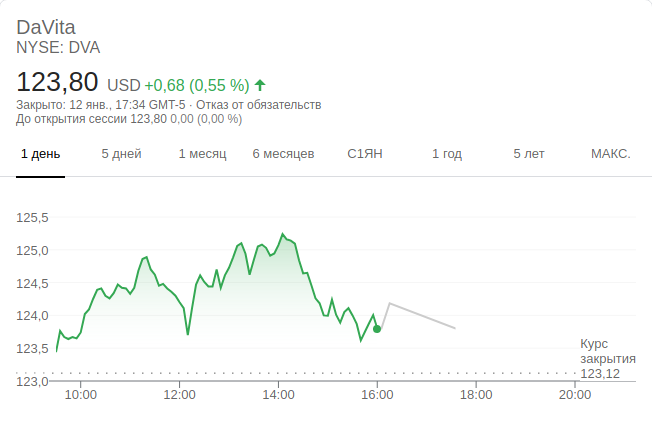 DaVita
NYSE: DVA
123,80 USD +0,68 (0,55 %)
Закрыто: 12 янв., 17:34 GMT-5 · Отказ от обязательств
До открытия сессии 123,80 0,00 (0,00 %)
1 день 5 дней 1 месяц 6 месяцев С1ЯН 1 год 5 лет МАКС.
125,5
125,0
124,5
124,0
123,5
123,0
Курс
закрытия
123,12
10:00 12:00 14:00 16:00 18:00 20:00